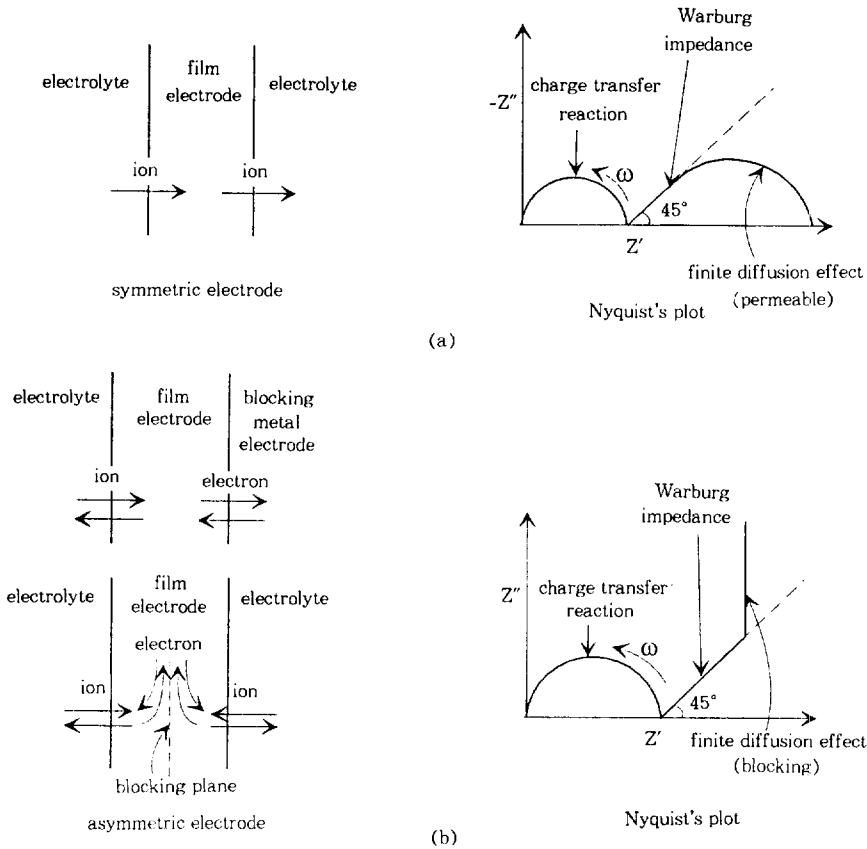 electrolyte
film
electrode
electrolyte
ion
ion
symmetric electrode
Warburg
impedance
charge transfer
reaction
-Z″
ω
45°
Z′
finite diffusion effect
(permeable)
Nyquist's plot
(a)
electrolyte
film
electrode
blocking
metal
electrode
ion
electron
electrolyte
film
electrode
electrolyte
electron
ion
ion
blocking plane
asymmetric electrode
Warburg
impedance
Z″
charge transfer
reaction
ω
45°
Z′
finite diffusion effect
(blocking)
Nyquist's plot
(b)